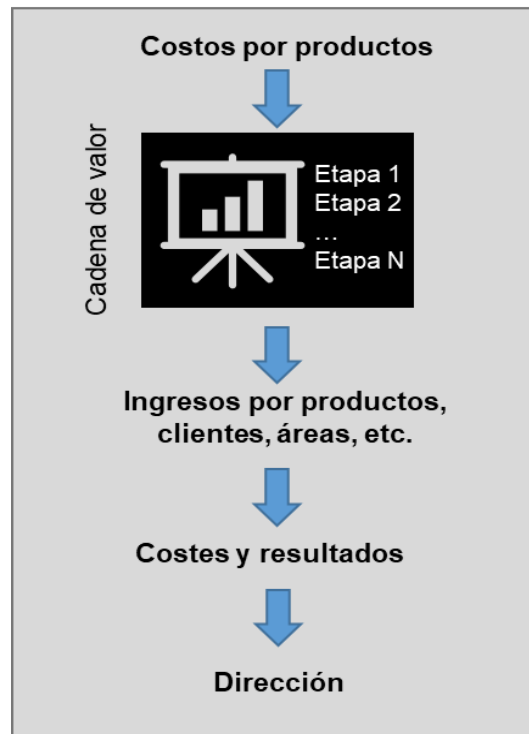 Costos por productos
Cadena de valor
Etapa 1
Etapa 2
...
Etapa N
Ingresos por productos,
clientes, áreas, etc.
Costes y resultados
Dirección